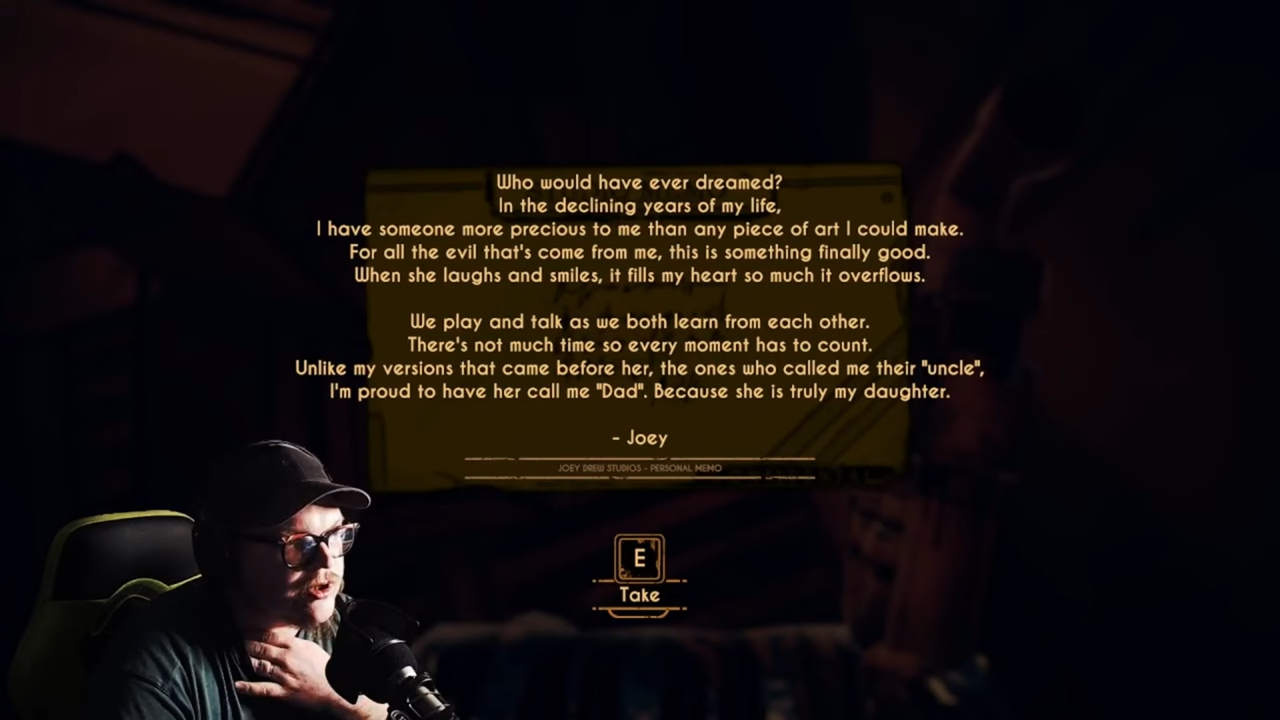 Who would have ever dreamed?
In the declining years of my life,
I have someone more precious to me than any piece of art I could make.
For all the evil that's come from me, this is something finally good.
When she laughs and smiles, it fills my heart so much it overflows.
We play and talk as we both learn from each other.
There's not much time so every moment has to count.
Unlike my versions that came before her, the ones who called me their "uncle",
I'm proud to have her call me "Dad". Because she is truly my daughter.
- Joey
JOEY DREW STUDIOS - PERSONAL MEMO
E
Take